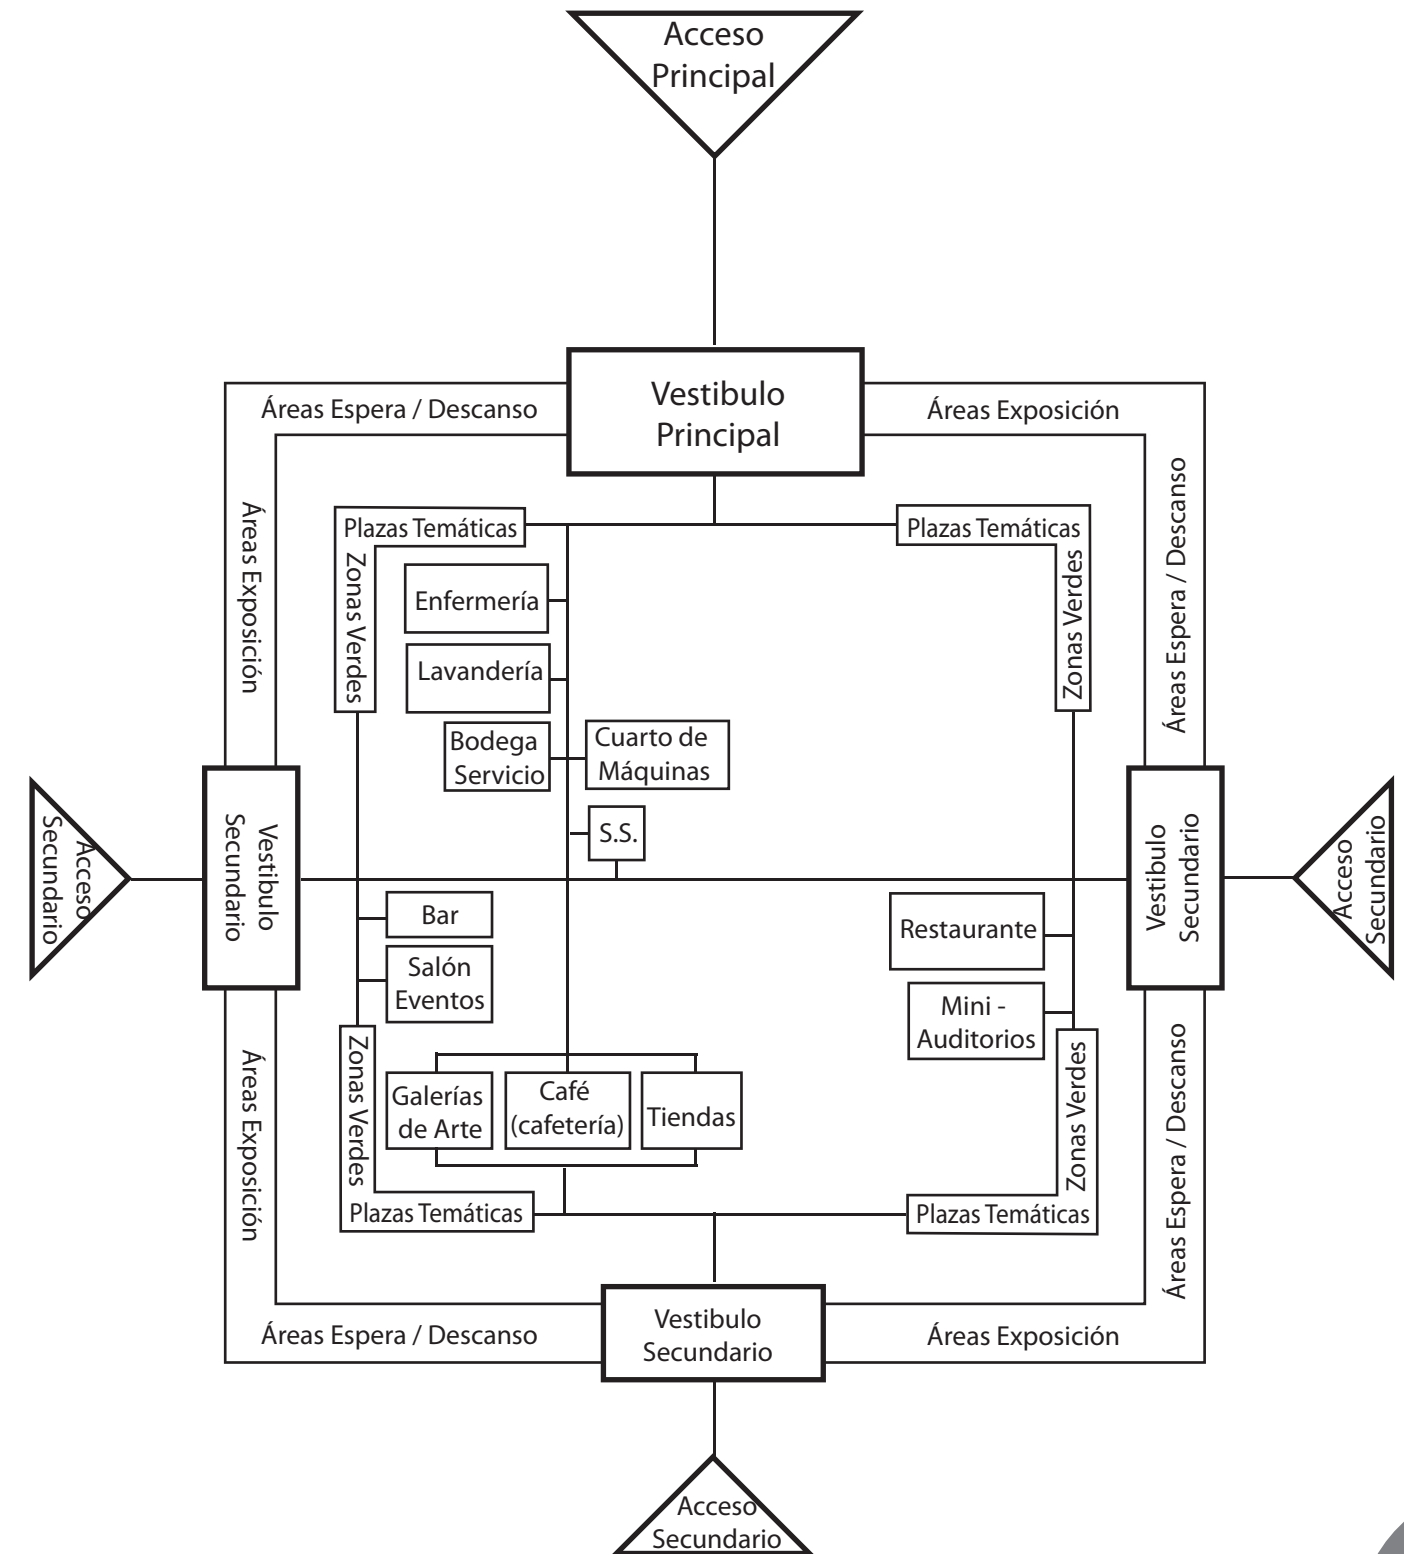 Acceso
Principal
Vestibulo
Principal
Áreas Espera / Descanso
Áreas Exposición
Áreas Exposición
Áreas Espera / Descanso
Plazas Temáticas
Plazas Temáticas
Zonas Verdes
Zonas Verdes
Enfermería
Lavandería
Bodega
Servicio
Cuarto de
Máquinas
S.S.
Acceso
Secundario
Vestibulo
Secundario
Vestibulo
Secundario
Acceso
Secundario
Bar
Salón
Eventos
Restaurante
Mini -
Auditorios
Áreas Exposición
Zonas Verdes
Galerías
de Arte
Café
(cafetería)
Tiendas
Zonas Verdes
Áreas Espera / Descanso
Plazas Temáticas
Plazas Temáticas
Áreas Espera / Descanso
Vestibulo
Secundario
Áreas Exposición
Acceso
Secundario